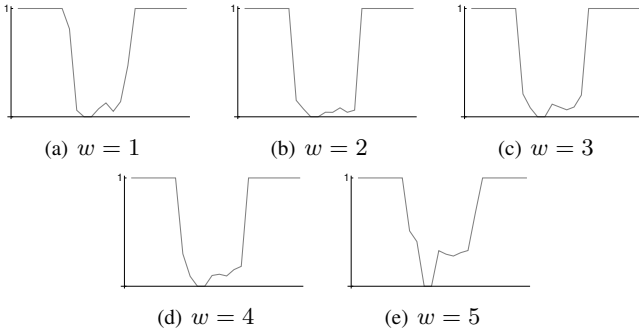 1 1 1
(a) w = 1 (b) w = 2 (c) w = 3
1 1
(d) w = 4 (e) w = 5